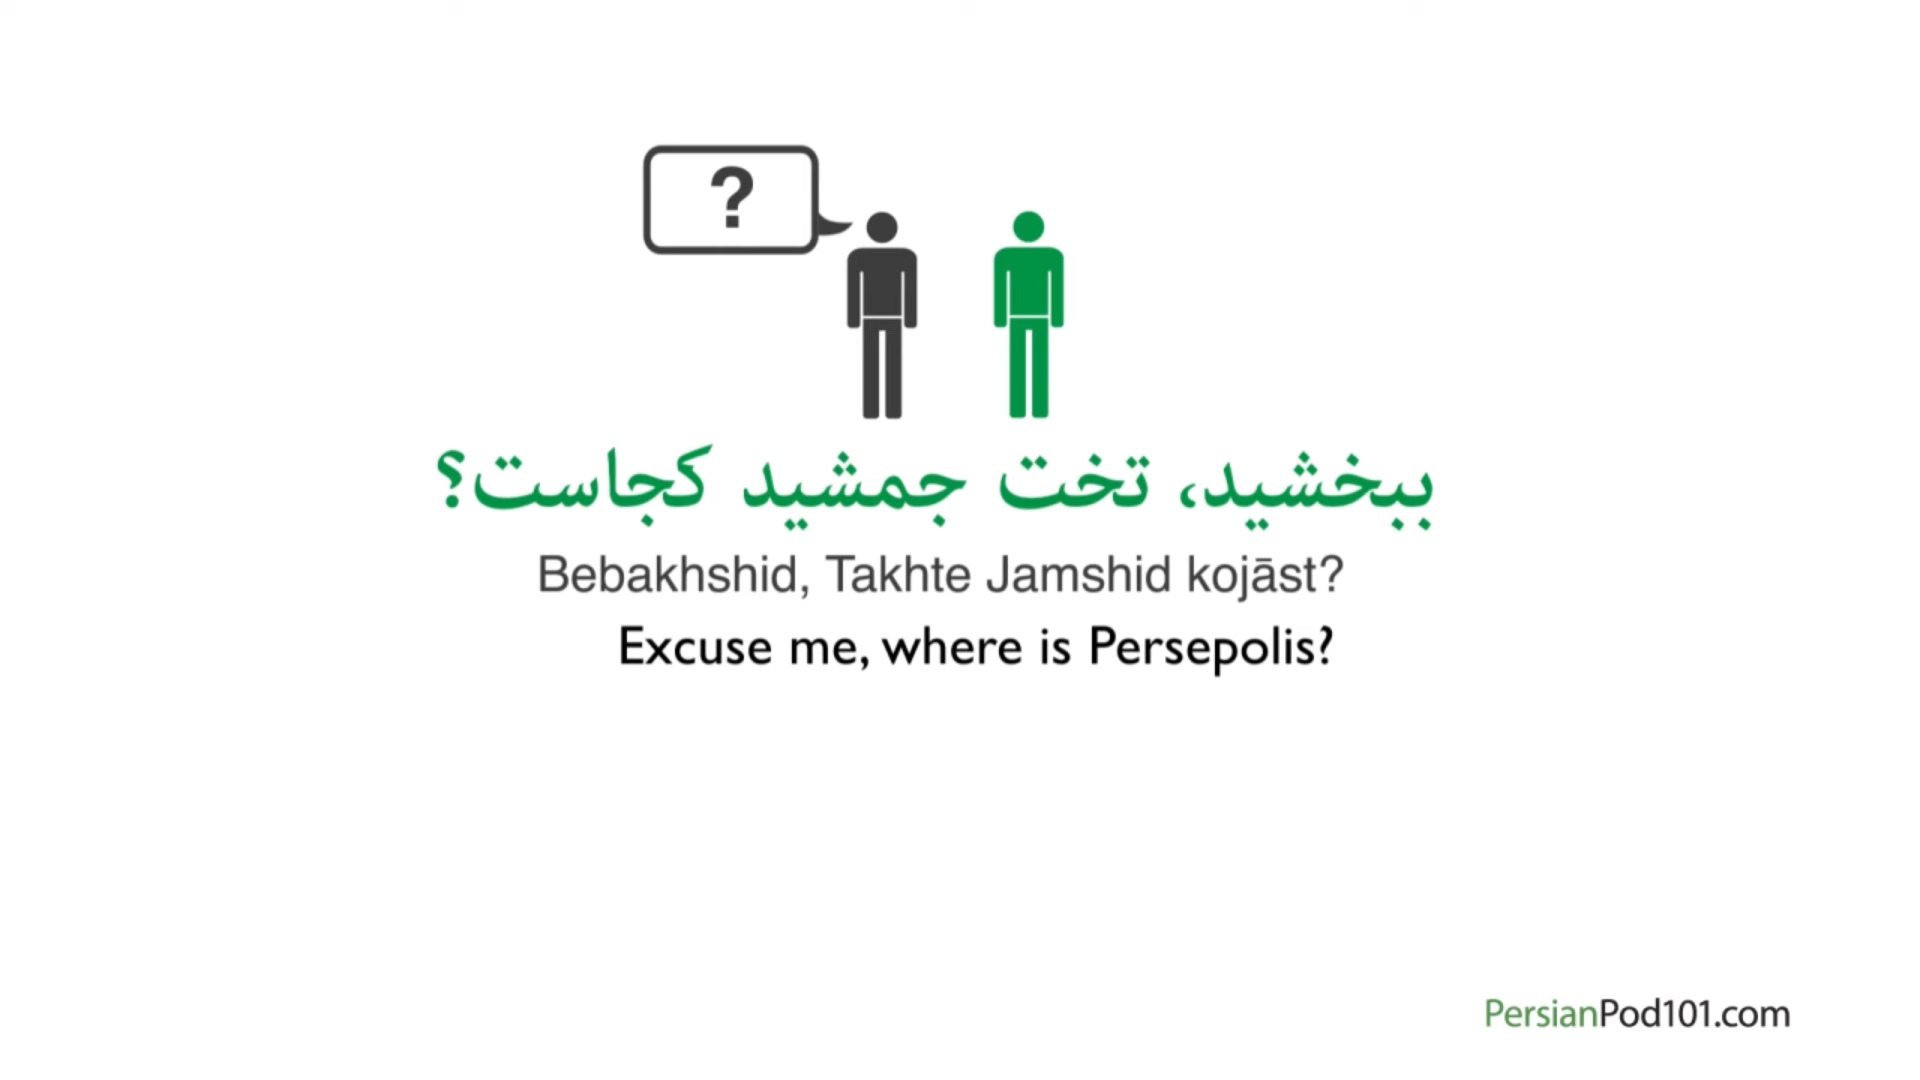 ?
ببخشید، تخت جمشید کجاست؟
Bebakhshid, Takhte Jamshid kojāst?
Excuse me, where is Persepolis?
PersianPod101.com